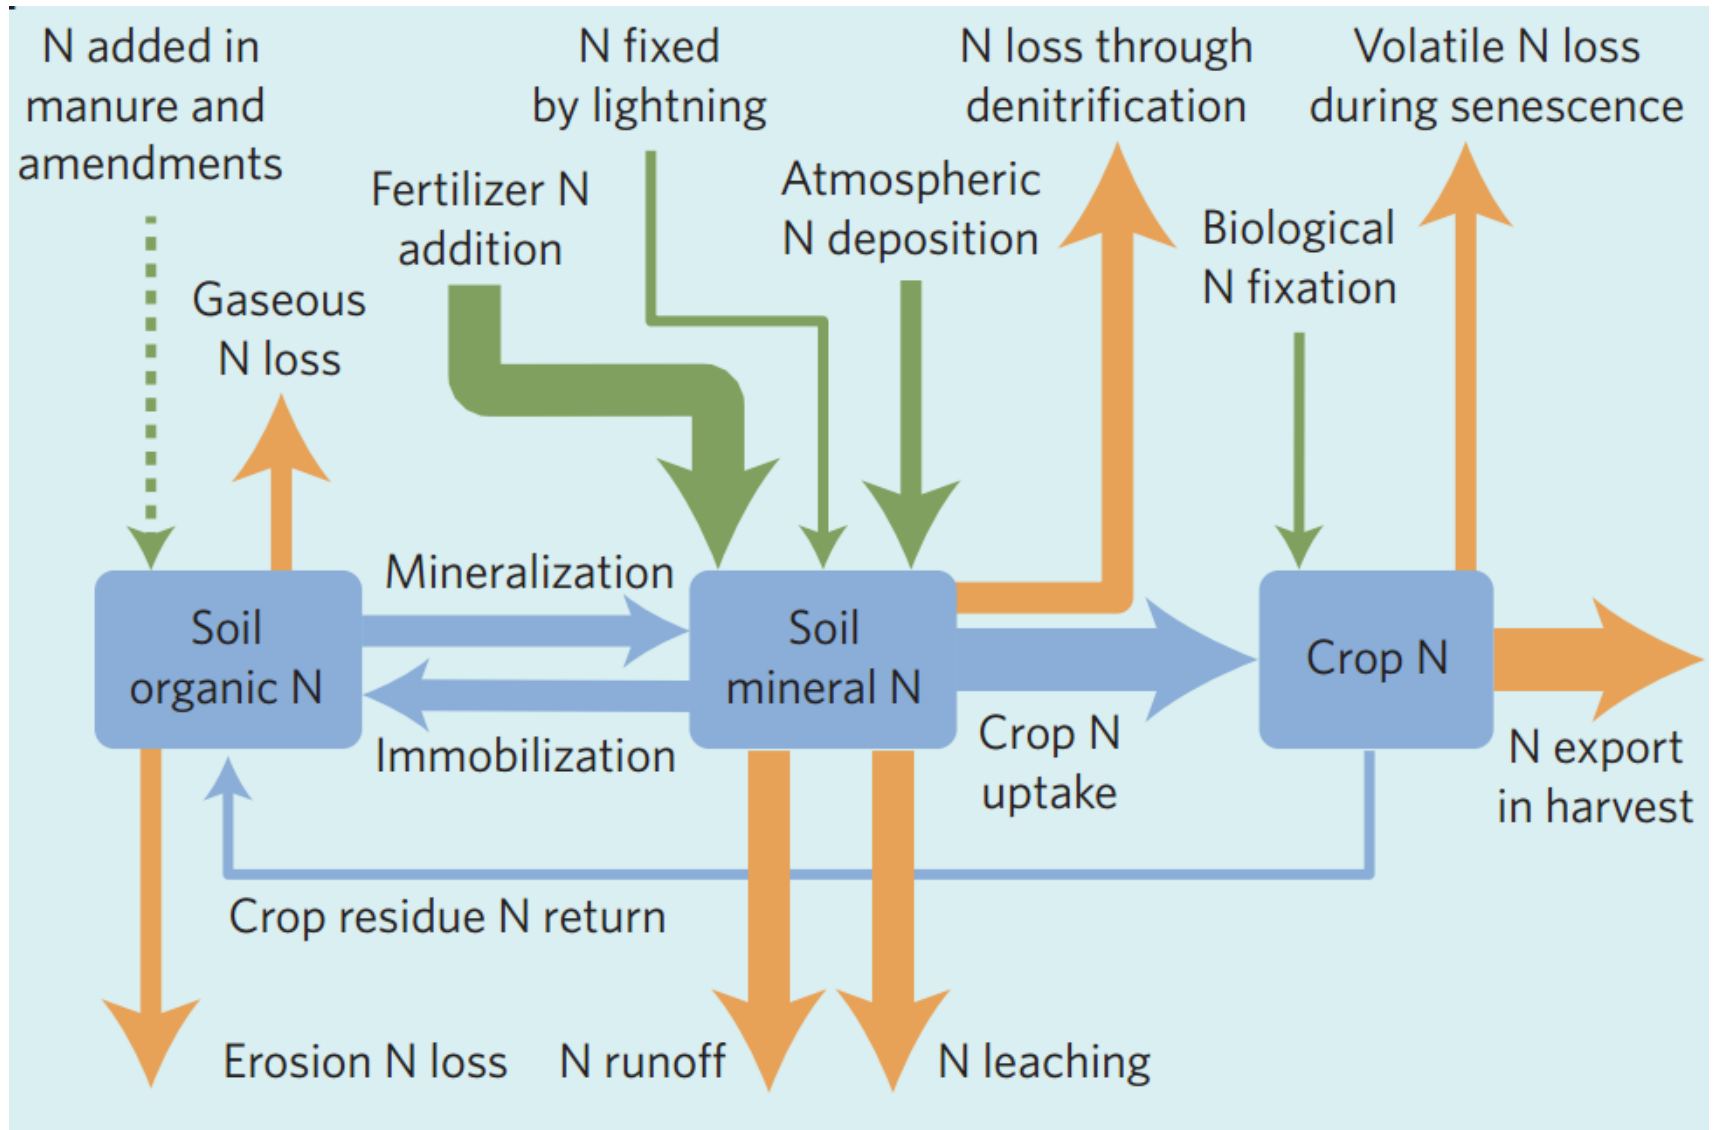 N added in
manure and
amendments
N fixed
by lightning
N loss through
denitrification
Volatile N loss
during senescence
Fertilizer N
addition
Atmospheric
N deposition
Biological
N fixation
Gaseous
N loss
Mineralization
Soil
organic N
Soil
mineral N
Crop N
Immobilization
Crop N
uptake
N export
in harvest
Crop residue N return
Erosion N loss
N runoff
N leaching